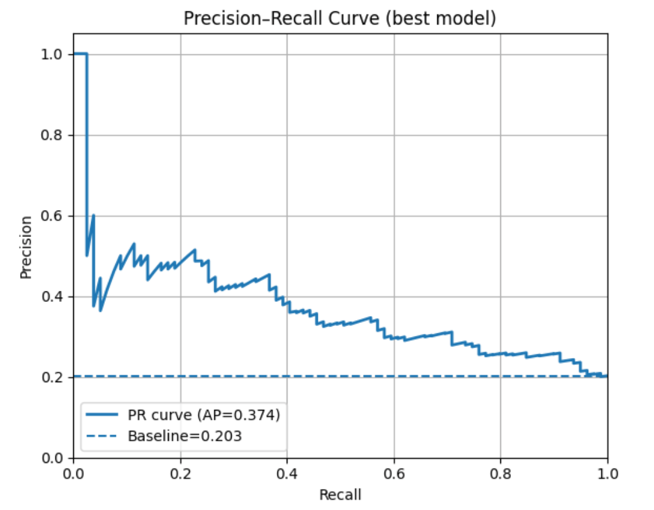 Precision–Recall Curve (best model)
1.0
0.8
0.6
0.4
0.2
0.0
Precision
PR curve (AP=0.374)
Baseline=0.203
0.0 0.2 0.4 0.6 0.8 1.0
Recall